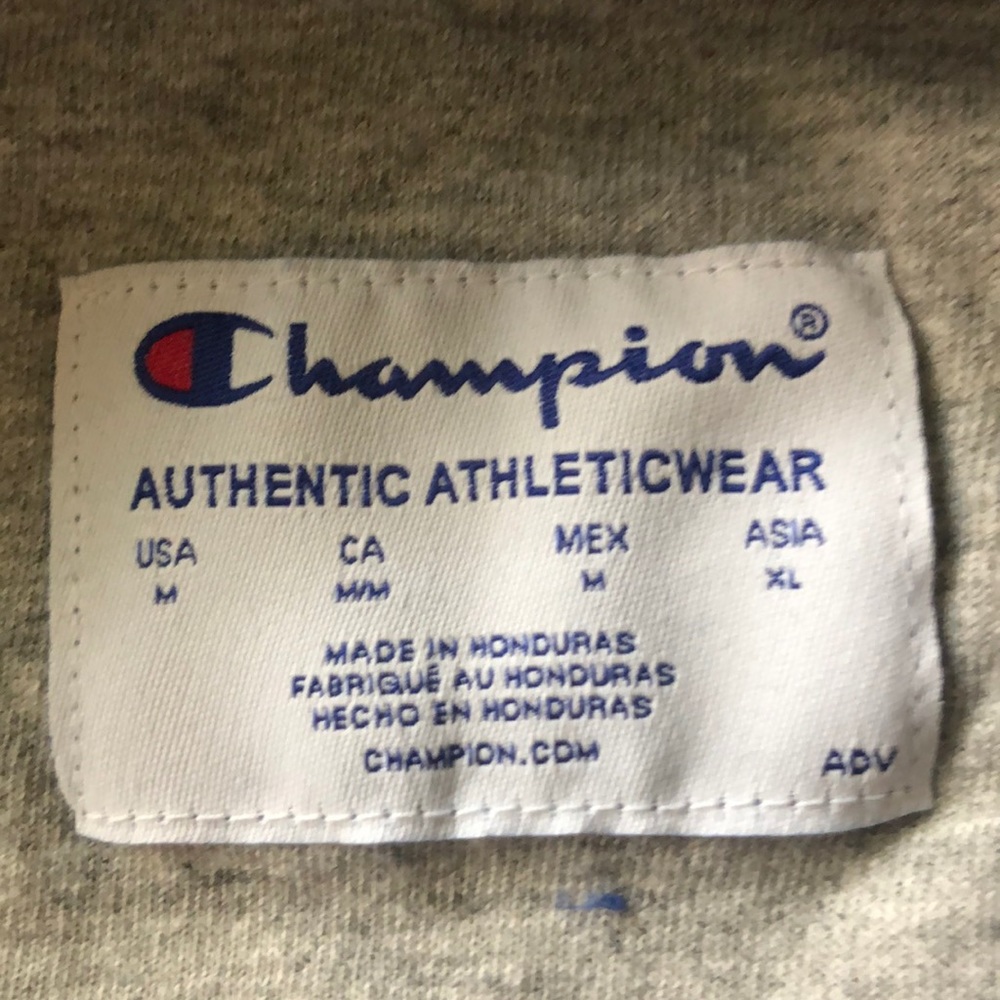 Champion®
AUTHENTIC ATHLETICWEAR
USA CA MEX ASIA
M M/M M XL
MADE IN HONDURAS
FABRIQUÉ AU HONDURAS
HECHO EN HONDURAS
CHAMPION.COM
ADV